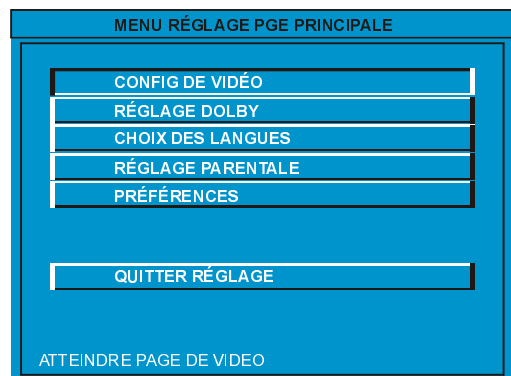 MENU RÉGLAGE PGE PRINCIPALE
CONFIG DE VIDÉO
RÉGLAGE DOLBY
CHOIX DES LANGUES
RÉGLAGE PARENTALE
PRÉFÉRENCES
QUITTER RÉGLAGE
ATTEINDRE PAGE DE VIDEO